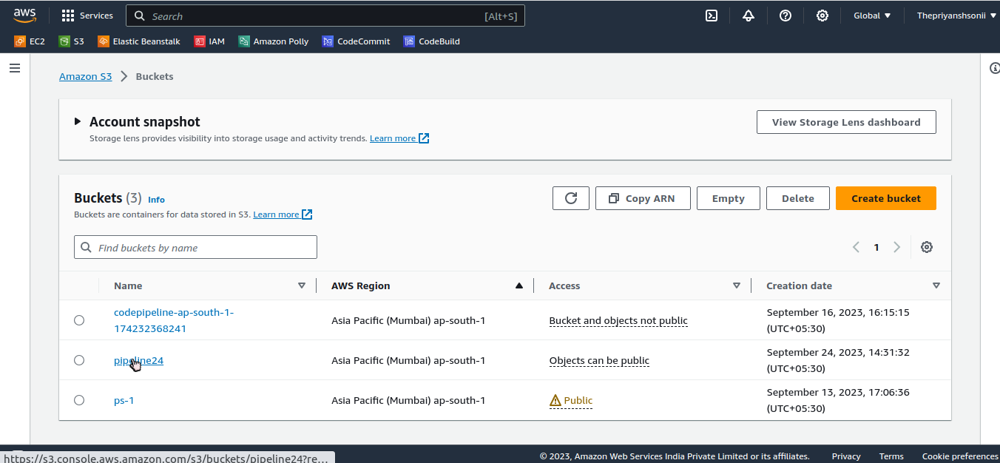 aws
Services
Search
[Alt+S]
Global
Thepriyanshsonii
EC2
S3
Elastic Beanstalk
IAM
Amazon Polly
CodeCommit
CodeBuild
Amazon S3 > Buckets
Account snapshot
View Storage Lens dashboard
Storage lens provides visibility into storage usage and activity trends. Learn more
Buckets (3) Info
Copy ARN
Empty
Delete
Create bucket
Buckets are containers for data stored in S3. Learn more
Find buckets by name
1
Name
AWS Region
Access
Creation date
codepipeline-ap-south-1-
174232368241
Asia Pacific (Mumbai) ap-south-1
Bucket and objects not public
September 16, 2023, 16:15:15
(UTC+05:30)
pipeline24
Asia Pacific (Mumbai) ap-south-1
Objects can be public
September 24, 2023, 14:31:32
(UTC+05:30)
ps-1
Asia Pacific (Mumbai) ap-south-1
Public
September 13, 2023, 17:06:36
(UTC+05:30)
© 2023, Amazon Web Services India Private Limited or its affiliates.
Privacy
Terms
Cookie preferences
https://s3.console.aws.amazon.com/s3/buckets/pipeline24?re...